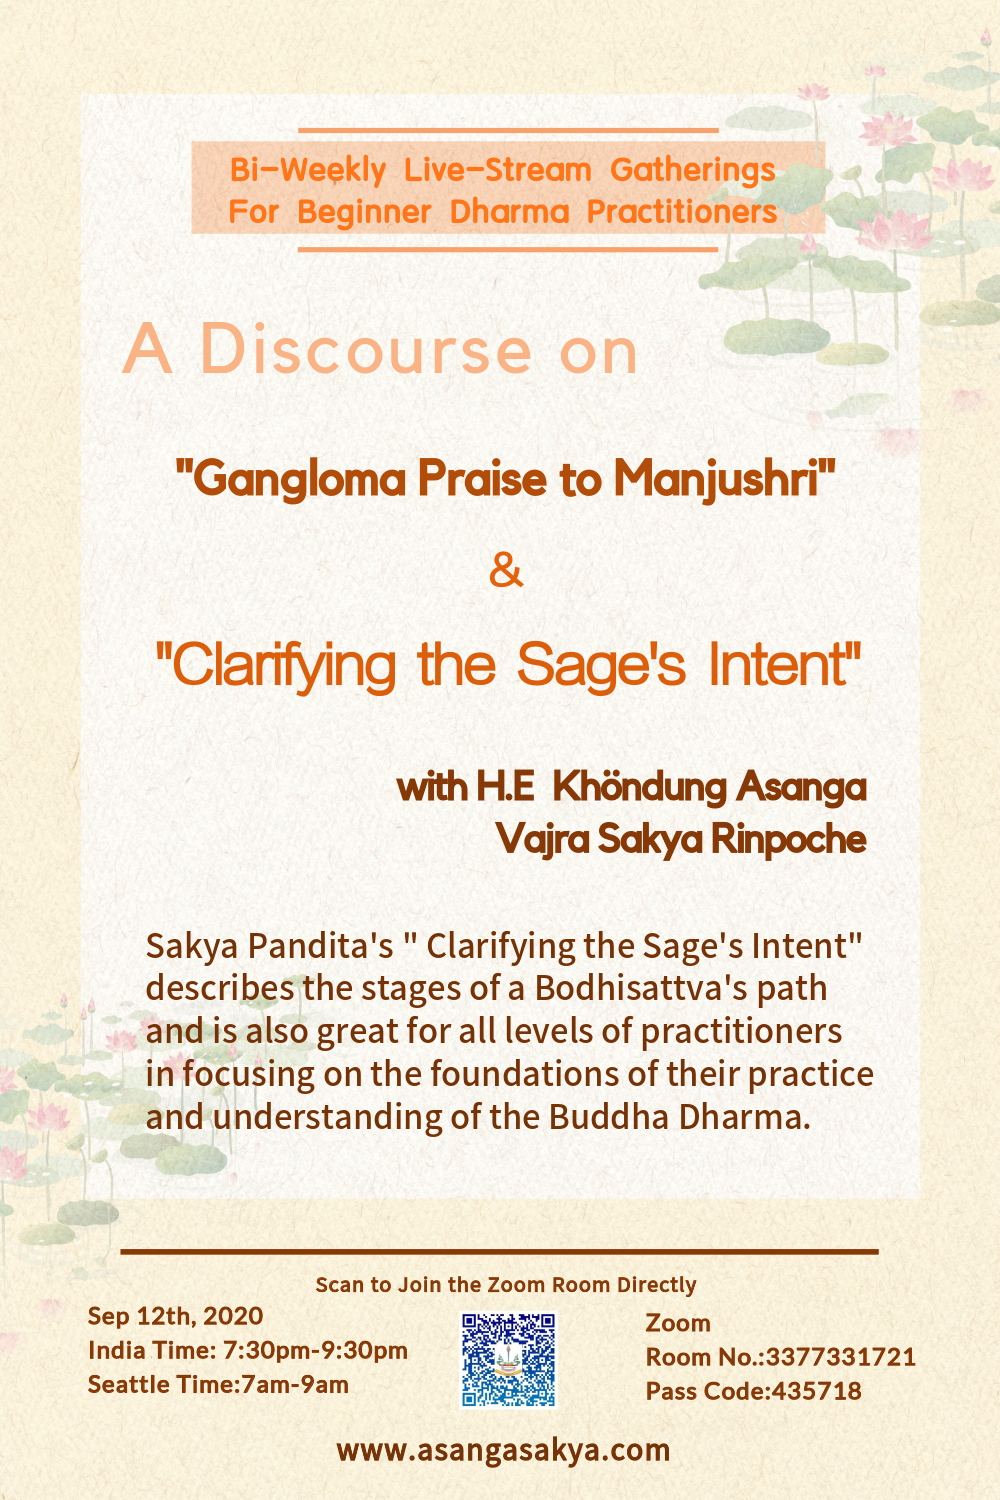 Bi-Weekly Live-Stream Gatherings
For Beginner Dharma Practitioners
A Discourse on
"Gangloma Praise to Manjushri"
&
"Clarifying the Sage's Intent"
with H.E Khöndung Asanga
Vajra Sakya Rinpoche
Sakya Pandita's " Clarifying the Sage's Intent"
describes the stages of a Bodhisattva's path
and is also great for all levels of practitioners
in focusing on the foundations of their practice
and understanding of the Buddha Dharma.
Scan to Join the Zoom Room Directly
Sep 12th, 2020
India Time: 7:30pm-9:30pm
Seattle Time:7am-9am
Zoom
Room No.:3377331721
Pass Code:435718
www.asangasakya.com